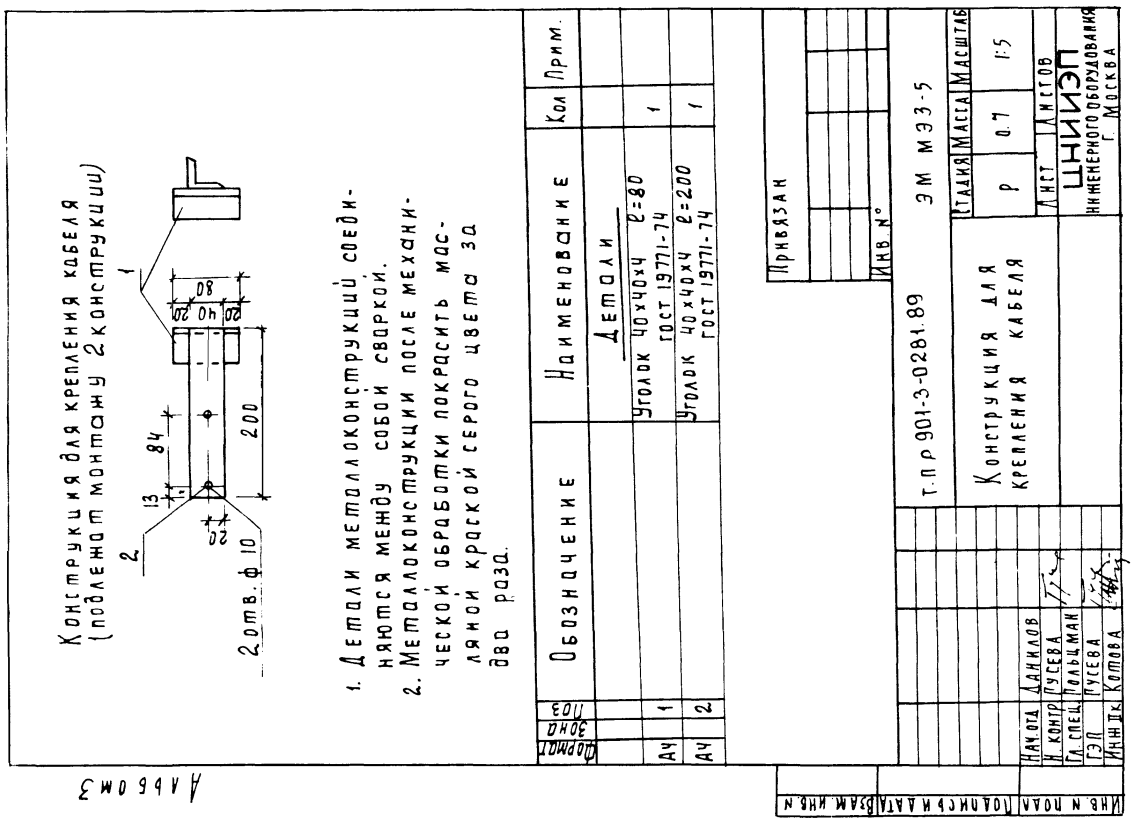 Альбом 3
Конструкция для крепления кабеля
(подлежат монтажу 2 конструкции)
1
2
13
84
200
20
20
40
20
80
2 отв. ф 10
1. Детали металлоконструкций соеди-
няются между собой сваркой.
2. Металлоконструкции после механи-
ческой обработки покрасить мас-
ляной краской серого цвета за
два раза.
Формат Зона Поз Обозначение Наименование Кол Прим.
Детали
А4 1 Уголок 40х40х4 ℓ=80 1
ГОСТ 19771-74
А4 2 Уголок 40х40х4 ℓ=200 1
ГОСТ 19771-74
Привязан
Инв. №
Т.пр 901-3-0281.89 ЭМ МЭЗ-5
Конструкция для
крепления кабеля
Стадия Масса Масштаб
Р 0.7 1:5
Лист Листов
ЦНИИЭП
инженерного оборудования
г. Москва
Нач.отд Данилов
Н. контр Гусева
Гл. спец. Гольцман
ГЭП Гусева
Инж IIк Котова
Инв. N подл
Подпись и дата
Взам. инв. N